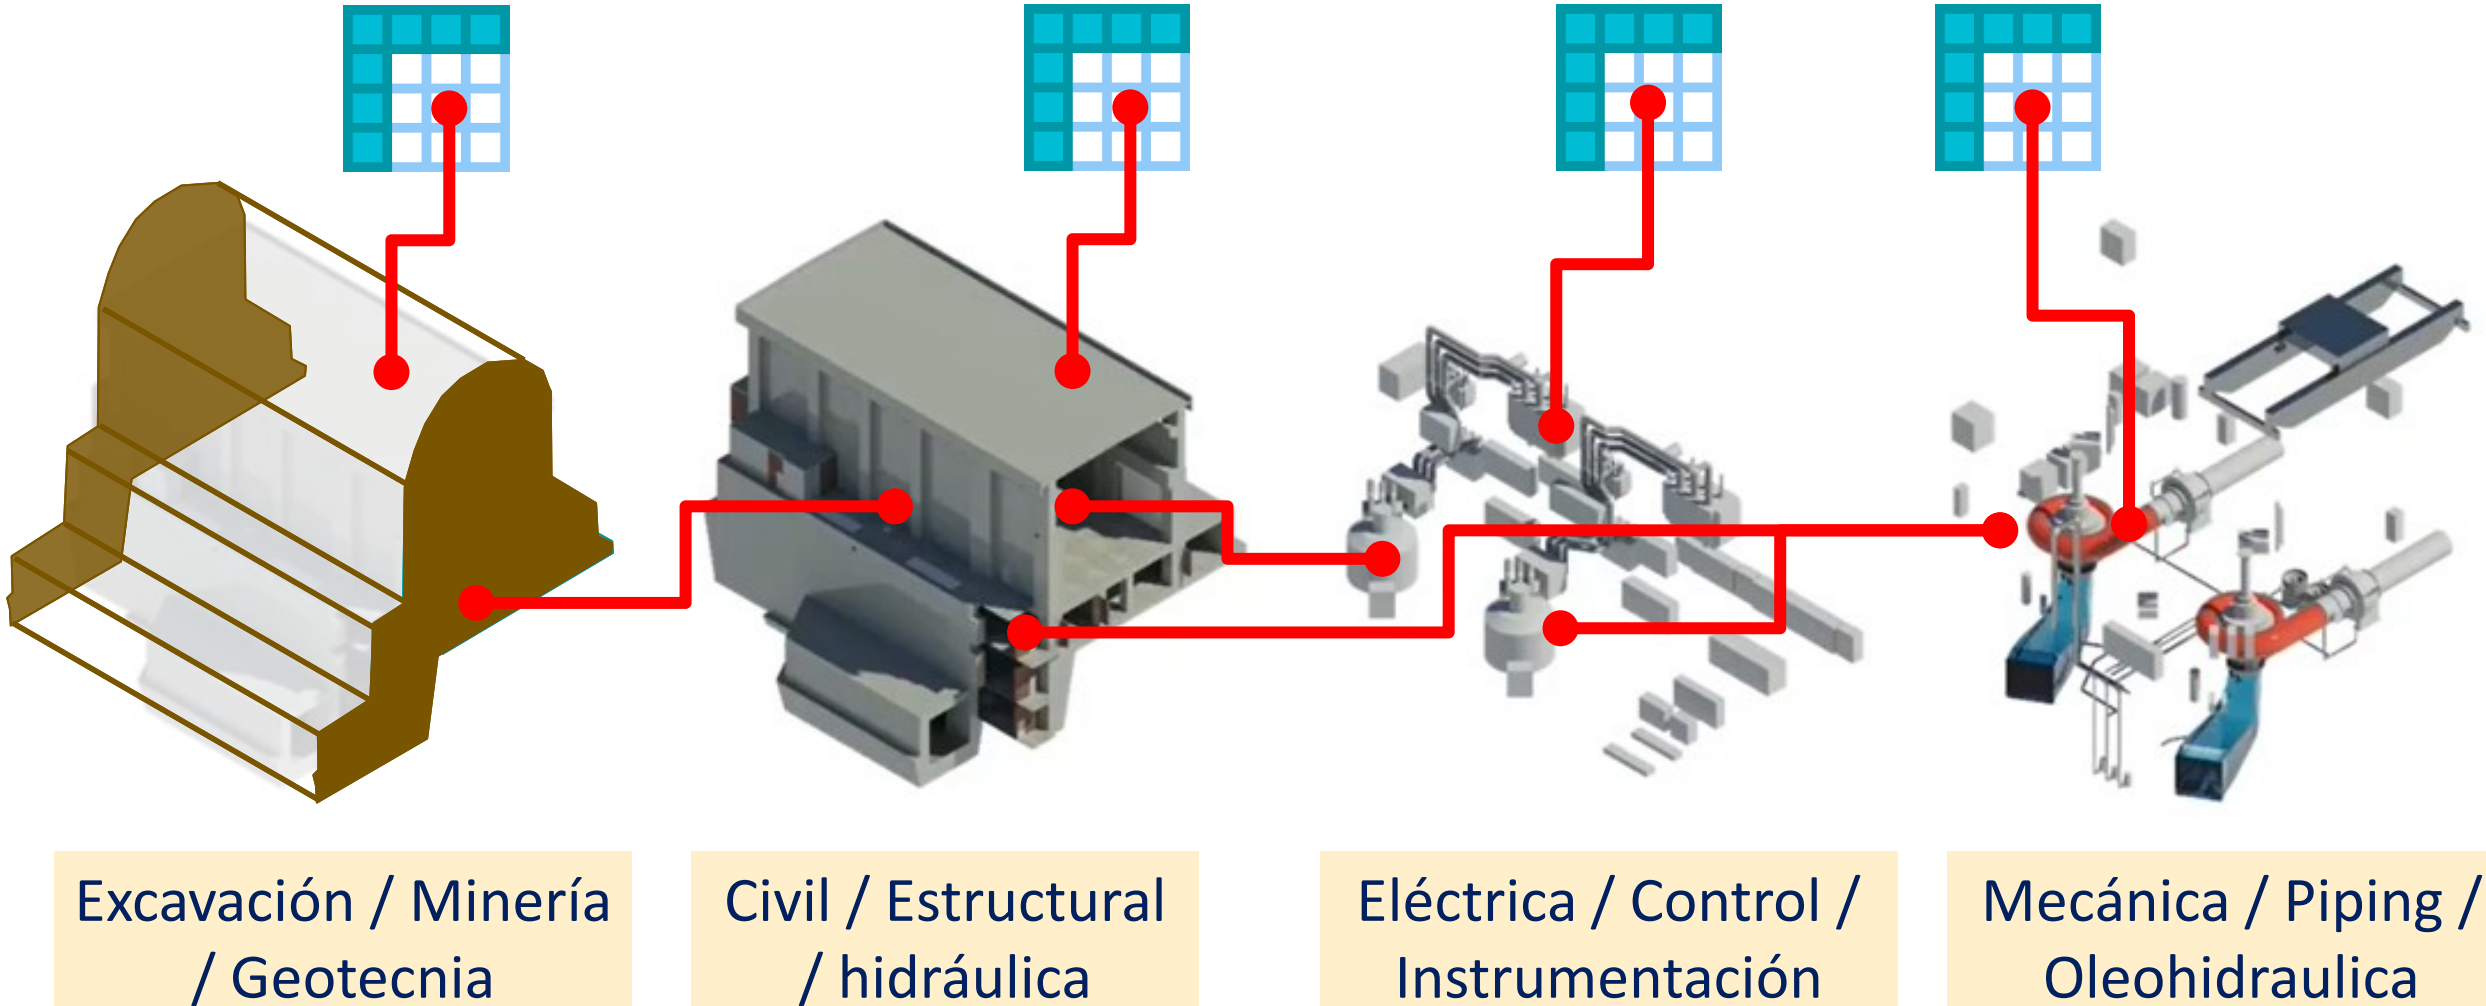 Excavación / Minería
/ Geotecnia
Civil / Estructural
/ hidráulica
Eléctrica / Control /
Instrumentación
Mecánica / Piping /
Oleohidraulica